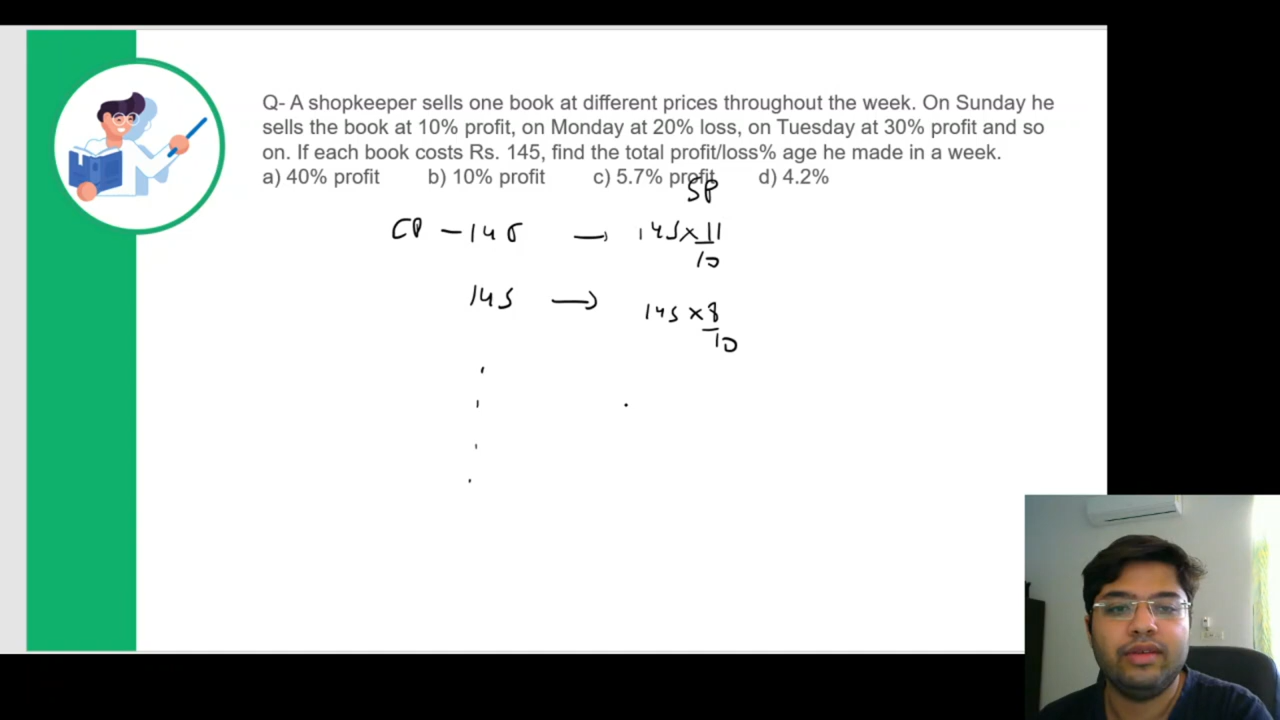 Q- A shopkeeper sells one book at different prices throughout the week. On Sunday he
sells the book at 10% profit, on Monday at 20% loss, on Tuesday at 30% profit and so
on. If each book costs Rs. 145, find the total profit/loss% age he made in a week.
a) 40% profit b) 10% profit c) 5.7% profit d) 4.2%
SP
CP – 145 → 145 × 11/10
145 → 145 × 8/10